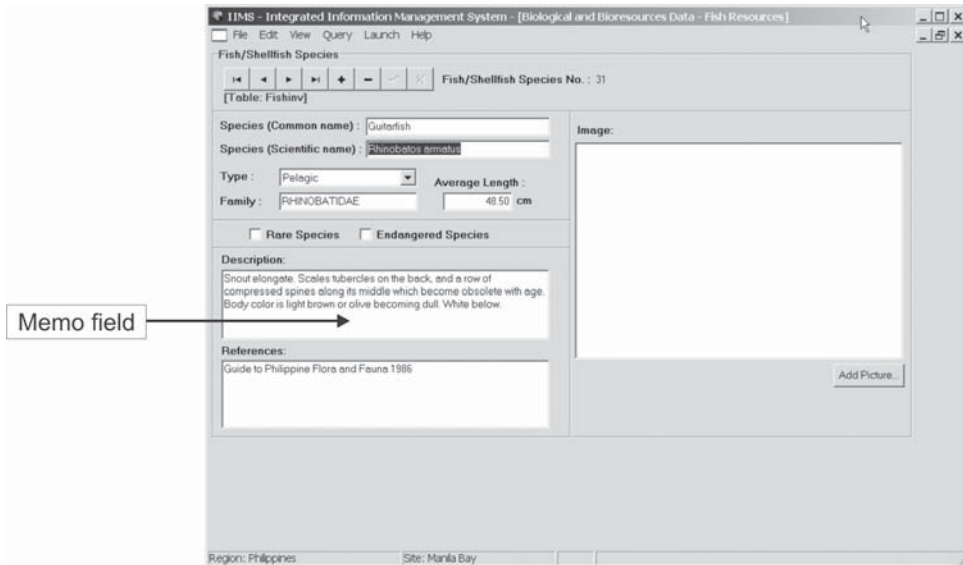 IIMS - Integrated Information Management System - [Biological and Bioresources Data - Fish Resources]
File Edit View Query Launch Help
Fish/Shellfish Species
Fish/Shellfish Species No. : 31
[Table: Fishinv]
Species (Common name) : Guitarfish
Species (Scientific name) : Rhinobatos armatus
Type : Pelagic
Average Length :
Family : RHINOBATIDAE 48.50 cm
Rare Species Endangered Species
Description:
Snout elongate. Scales tubercles on the back, and a row of
compressed spines along its middle which become obsolete with age.
Body color is light brown or olive becoming dull. White below.
Memo field
References:
Guide to Philippine Flora and Fauna 1986
Image:
Add Picture...
Region: Philippines Site: Manila Bay